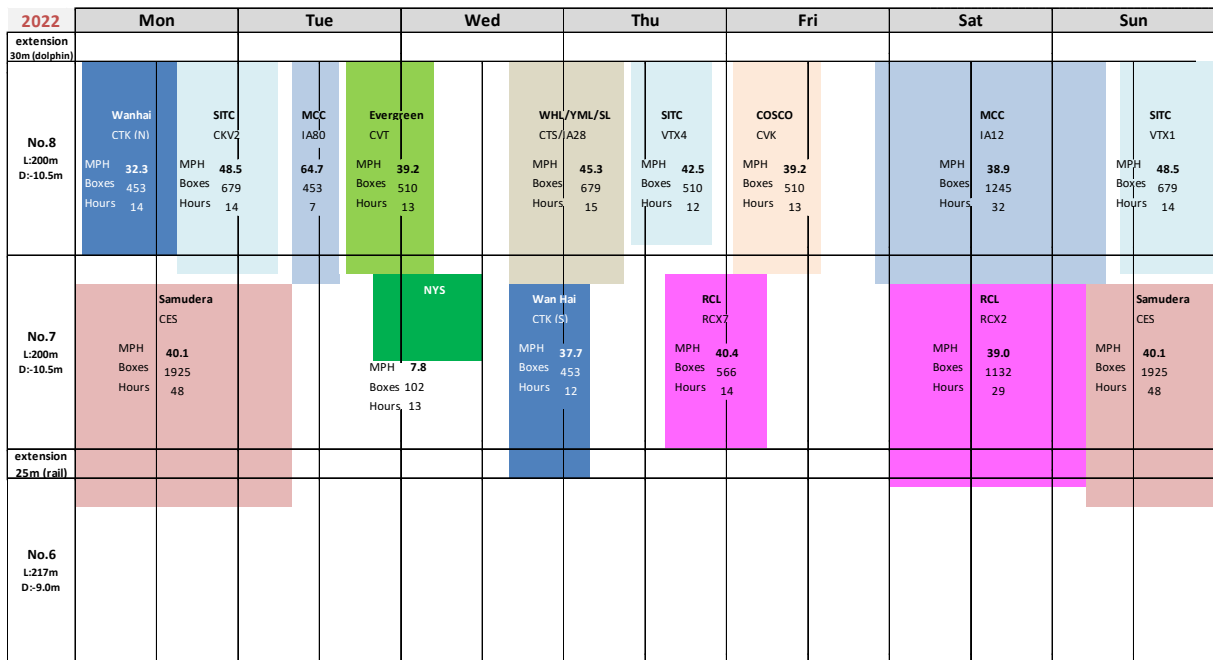 2022 Mon Tue Wed Thu Fri Sat Sun
extension
30m (dolphin)
No.8
L:200m
D:-10.5m
Wanhai
CTK (N)
MPH 32.3
Boxes 453
Hours 14
SITC
CKV2
MPH 48.5
Boxes 679
Hours 14
MCC
IA80
64.7
453
7
Evergreen
CVT
MPH 39.2
Boxes 510
Hours 13
WHL/YML/SL
CTS/IA28
MPH 45.3
Boxes 679
Hours 15
SITC
VTX4
MPH 42.5
Boxes 510
Hours 12
COSCO
CVK
MPH 39.2
Boxes 510
Hours 13
MCC
IA12
MPH 38.9
Boxes 1245
Hours 32
SITC
VTX1
MPH 48.5
Boxes 679
Hours 14
No.7
L:200m
D:-10.5m
Samudera
CES
MPH 40.1
Boxes 1925
Hours 48
NYS
MPH 7.8
Boxes 102
Hours 13
Wan Hai
CTK (S)
MPH 37.7
Boxes 453
Hours 12
RCL
RCX7
MPH 40.4
Boxes 566
Hours 14
RCL
RCX2
MPH 39.0
Boxes 1132
Hours 29
Samudera
CES
MPH 40.1
Boxes 1925
Hours 48
extension
25m (rail)
No.6
L:217m
D:-9.0m